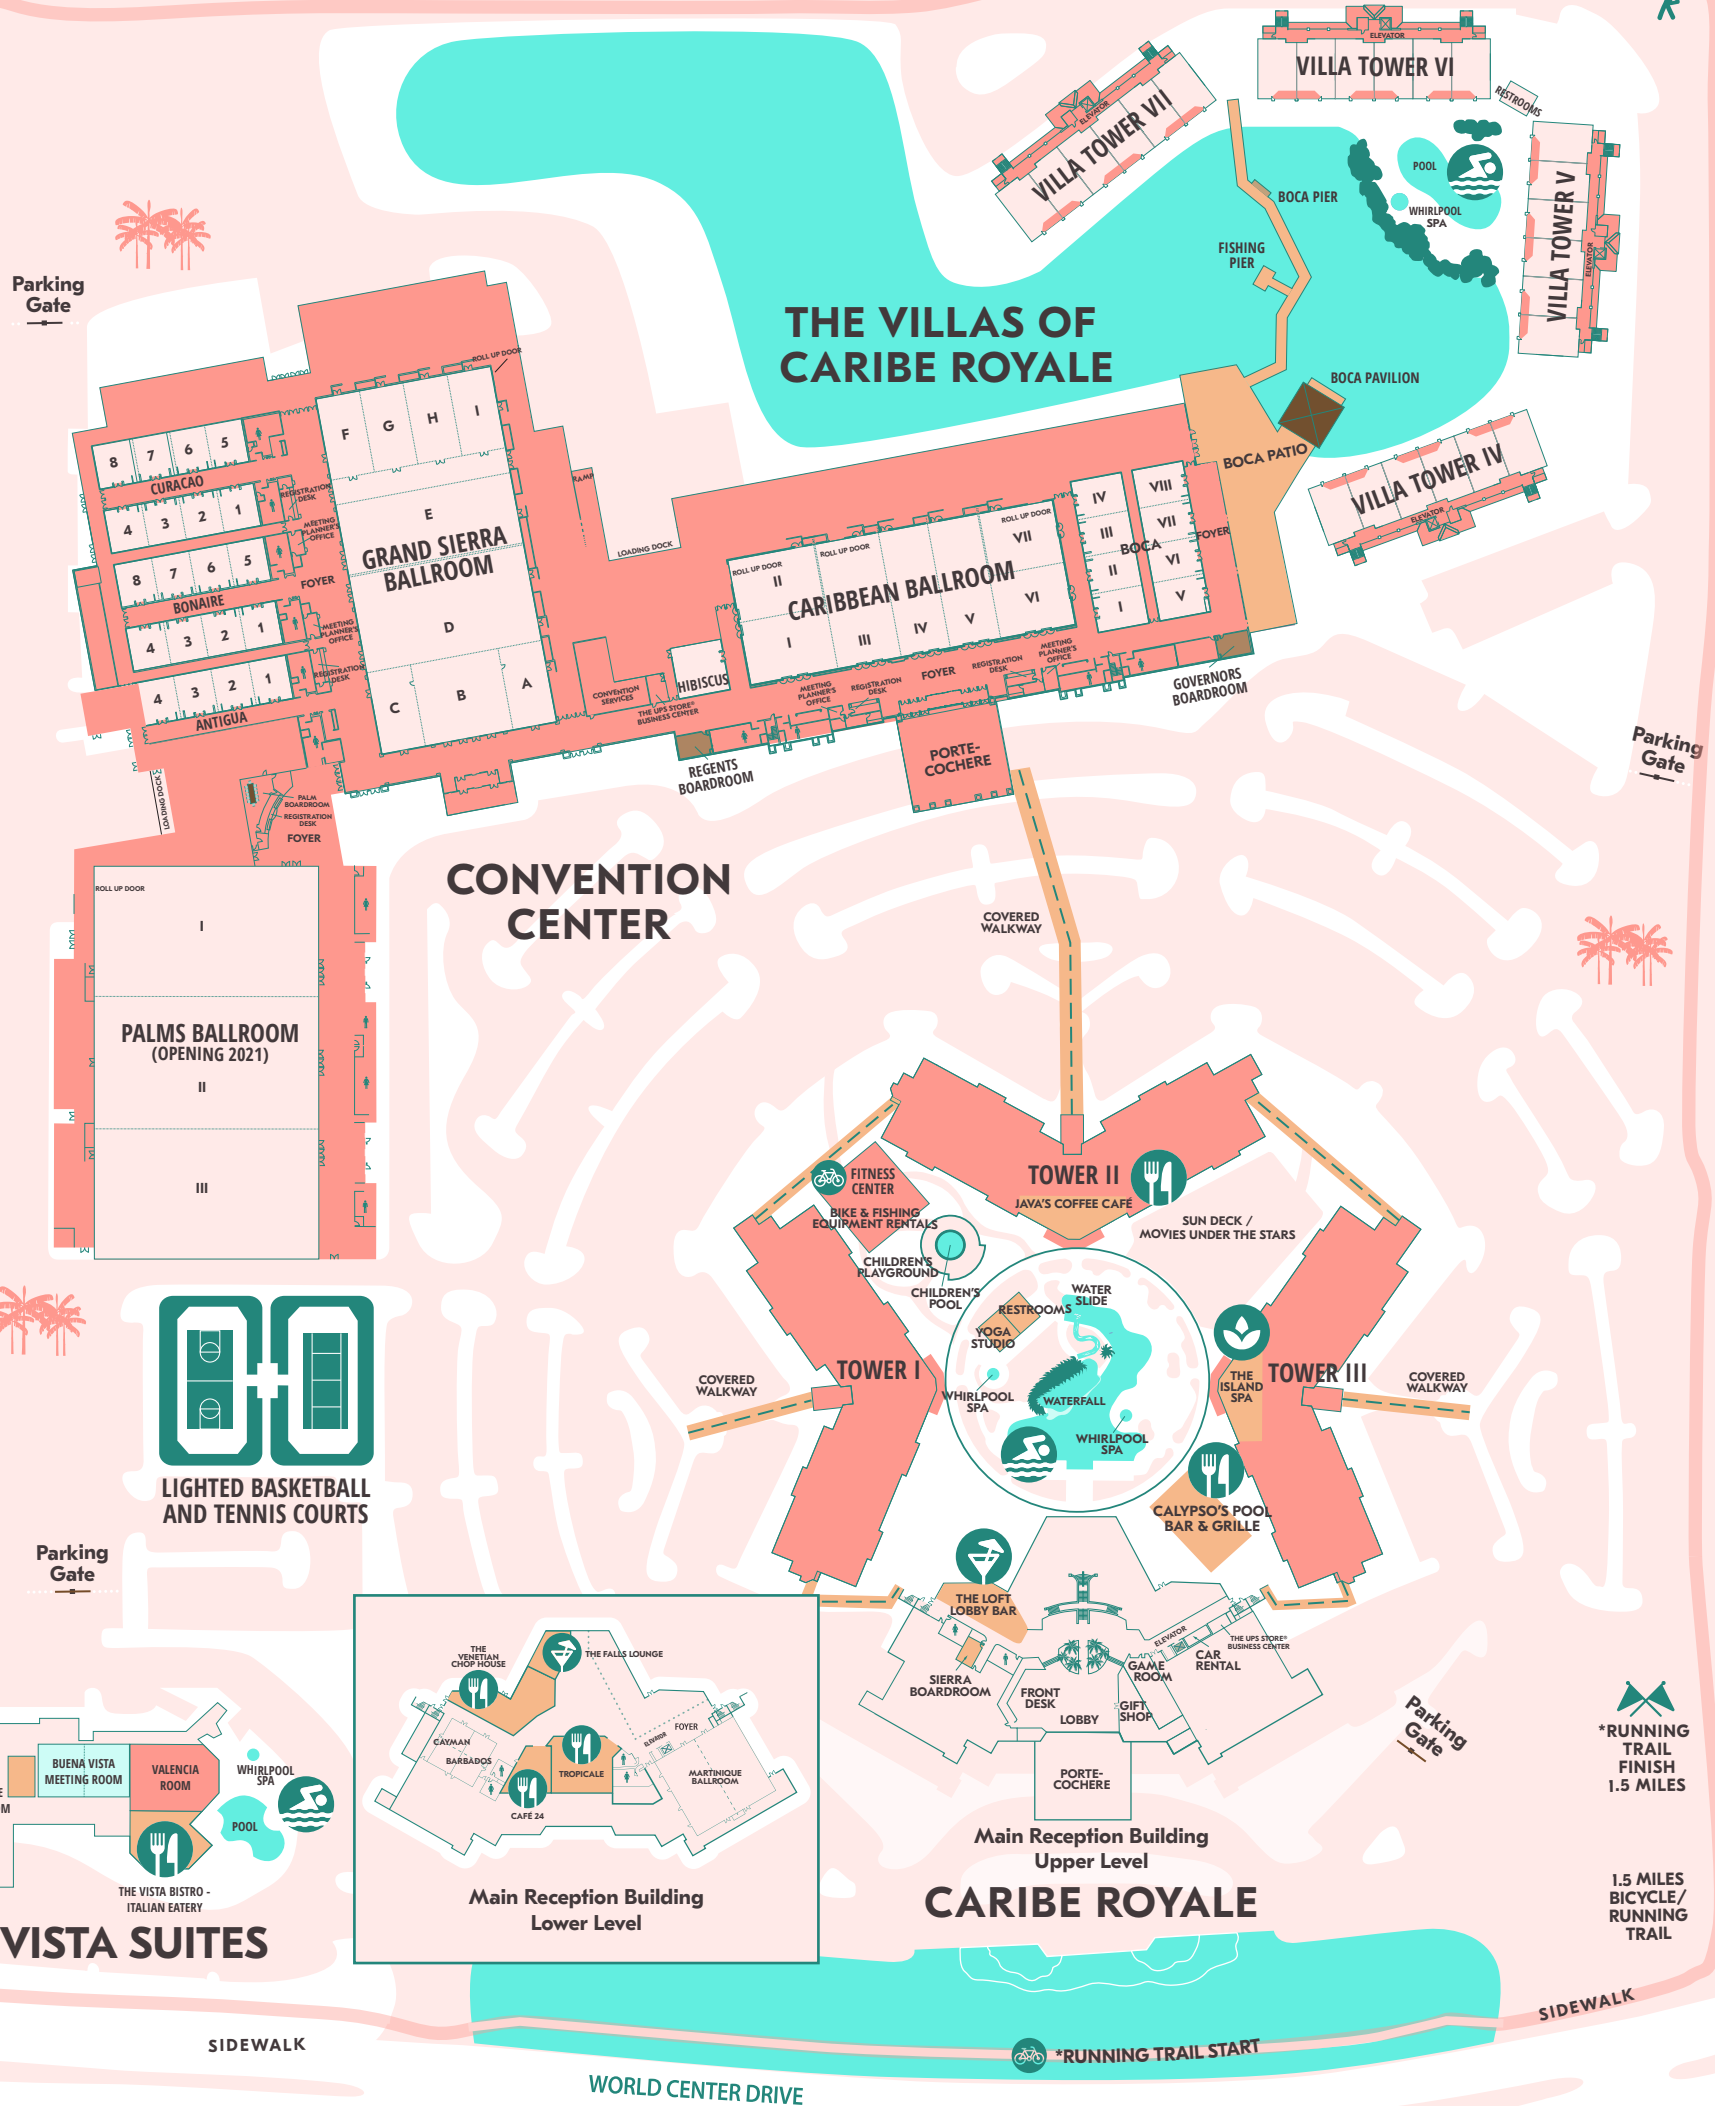 VILLA TOWER VI
ELEVATOR
VILLA TOWER VII
ELEVATOR
RESTROOMS
VILLA TOWER V
ELEVATOR
POOL
WHIRLPOOL
SPA
BOCA PIER
FISHING
PIER
Parking
Gate
THE VILLAS OF
CARIBE ROYALE
BOCA PAVILION
BOCA PATIO
VILLA TOWER IV
ELEVATOR
ROLL UP DOOR
F
G
H
I
E
GRAND SIERRA
BALLROOM
D
C
B
A
8
7
6
5
CURACAO
4
3
2
1
REGISTRATION
DESK
MEETING
PLANNER'S
OFFICE
8
7
6
5
BONAIRE
FOYER
4
3
2
1
MEETING
PLANNER'S
OFFICE
REGISTRATION
DESK
4
3
2
1
ANTIGUA
RAMP
LOADING DOCK
ROLL UP DOOR
II
ROLL UP DOOR
ROLL UP DOOR
VII
CARIBBEAN BALLROOM
I
III
IV
V
VI
IV
III
II
I
BOCA
VIII
VII
VI
V
FOYER
CONVENTION
SERVICES
THE UPS STORE®
BUSINESS CENTER
HIBISCUS
MEETING
PLANNER'S
OFFICE
REGISTRATION
DESK
FOYER
REGISTRATION
DESK
MEETING
PLANNER'S
OFFICE
GOVERNORS
BOARDROOM
REGENTS
BOARDROOM
PORTE-
COCHERE
Parking
Gate
LOADING DOCK
PALM
BOARDROOM
REGISTRATION
DESK
FOYER
CONVENTION
CENTER
ROLL UP DOOR
I
PALMS BALLROOM
(OPENING 2021)
II
III
COVERED
WALKWAY
TOWER II
JAVA'S COFFEE CAFÉ
FITNESS
CENTER
BIKE & FISHING
EQUIPMENT RENTALS
SUN DECK /
MOVIES UNDER THE STARS
CHILDREN'S
PLAYGROUND
CHILDREN'S
POOL
WATER
SLIDE
RESTROOMS
YOGA
STUDIO
TOWER I
COVERED
WALKWAY
WHIRLPOOL
SPA
WATERFALL
WHIRLPOOL
SPA
THE
ISLAND
SPA
TOWER III
COVERED
WALKWAY
LIGHTED BASKETBALL
AND TENNIS COURTS
CALYPSO'S POOL
BAR & GRILLE
Parking
Gate
THE LOFT
LOBBY BAR
SIERRA
BOARDROOM
FRONT
DESK
LOBBY
ELEVATOR
GAME
ROOM
GIFT
SHOP
CAR
RENTAL
THE UPS STORE®
BUSINESS CENTER
PORTE-
COCHERE
Main Reception Building
Upper Level
CARIBE ROYALE
THE
VENETIAN
CHOP HOUSE
THE FALLS LOUNGE
CAYMAN
BARBADOS
TROPICALE
CAFÉ 24
ELEVATOR
FOYER
MARTINIQUE
BALLROOM
Main Reception Building
Lower Level
Parking
Gate
*RUNNING
TRAIL
FINISH
1.5 MILES
1.5 MILES
BICYCLE/
RUNNING
TRAIL
E
M
BUENA VISTA
MEETING ROOM
VALENCIA
ROOM
WHIRLPOOL
SPA
POOL
THE VISTA BISTRO -
ITALIAN EATERY
VISTA SUITES
SIDEWALK
SIDEWALK
*RUNNING TRAIL START
WORLD CENTER DRIVE